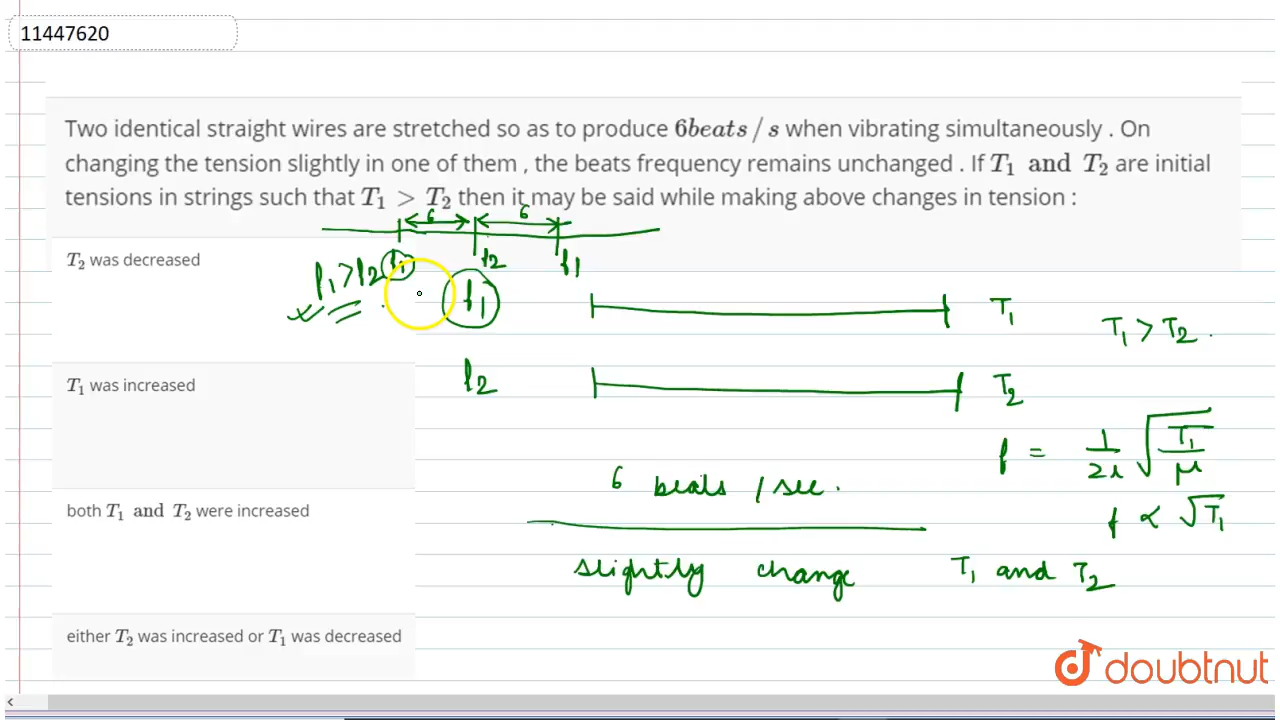 11447620
Two identical straight wires are stretched so as to produce 6beats/s when vibrating simultaneously . On
changing the tension slightly in one of them , the beats frequency remains unchanged . If T₁ and T₂ are initial
tensions in strings such that T₁ > T₂ then it may be said while making above changes in tension :
6 6
T₂ was decreased
f₁ > f₂ f₁ f₂ f₁
f₁ T₁ T₁ > T₂ .
T₁ was increased
f₂ T₂
f = 1/2l √T₁/μ
6 beats / sec.
both T₁ and T₂ were increased
f ∝ √T₁
slightly change T₁ and T₂
either T₂ was increased or T₁ was decreased
doubtnut